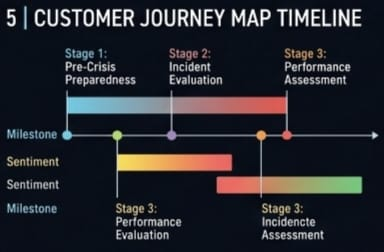 5 | CUSTOMER JOURNEY MAP TIMELINE
Stage 1:
Pre-Crisis
Preparedness
Stage 2:
Incident
Evaluation
Stage 3:
Performance
Assessment
Milestone
Sentiment
Sentiment
Milestone
Stage 3:
Performance
Evaluation
Stage 3:
Incidencte
Assessment